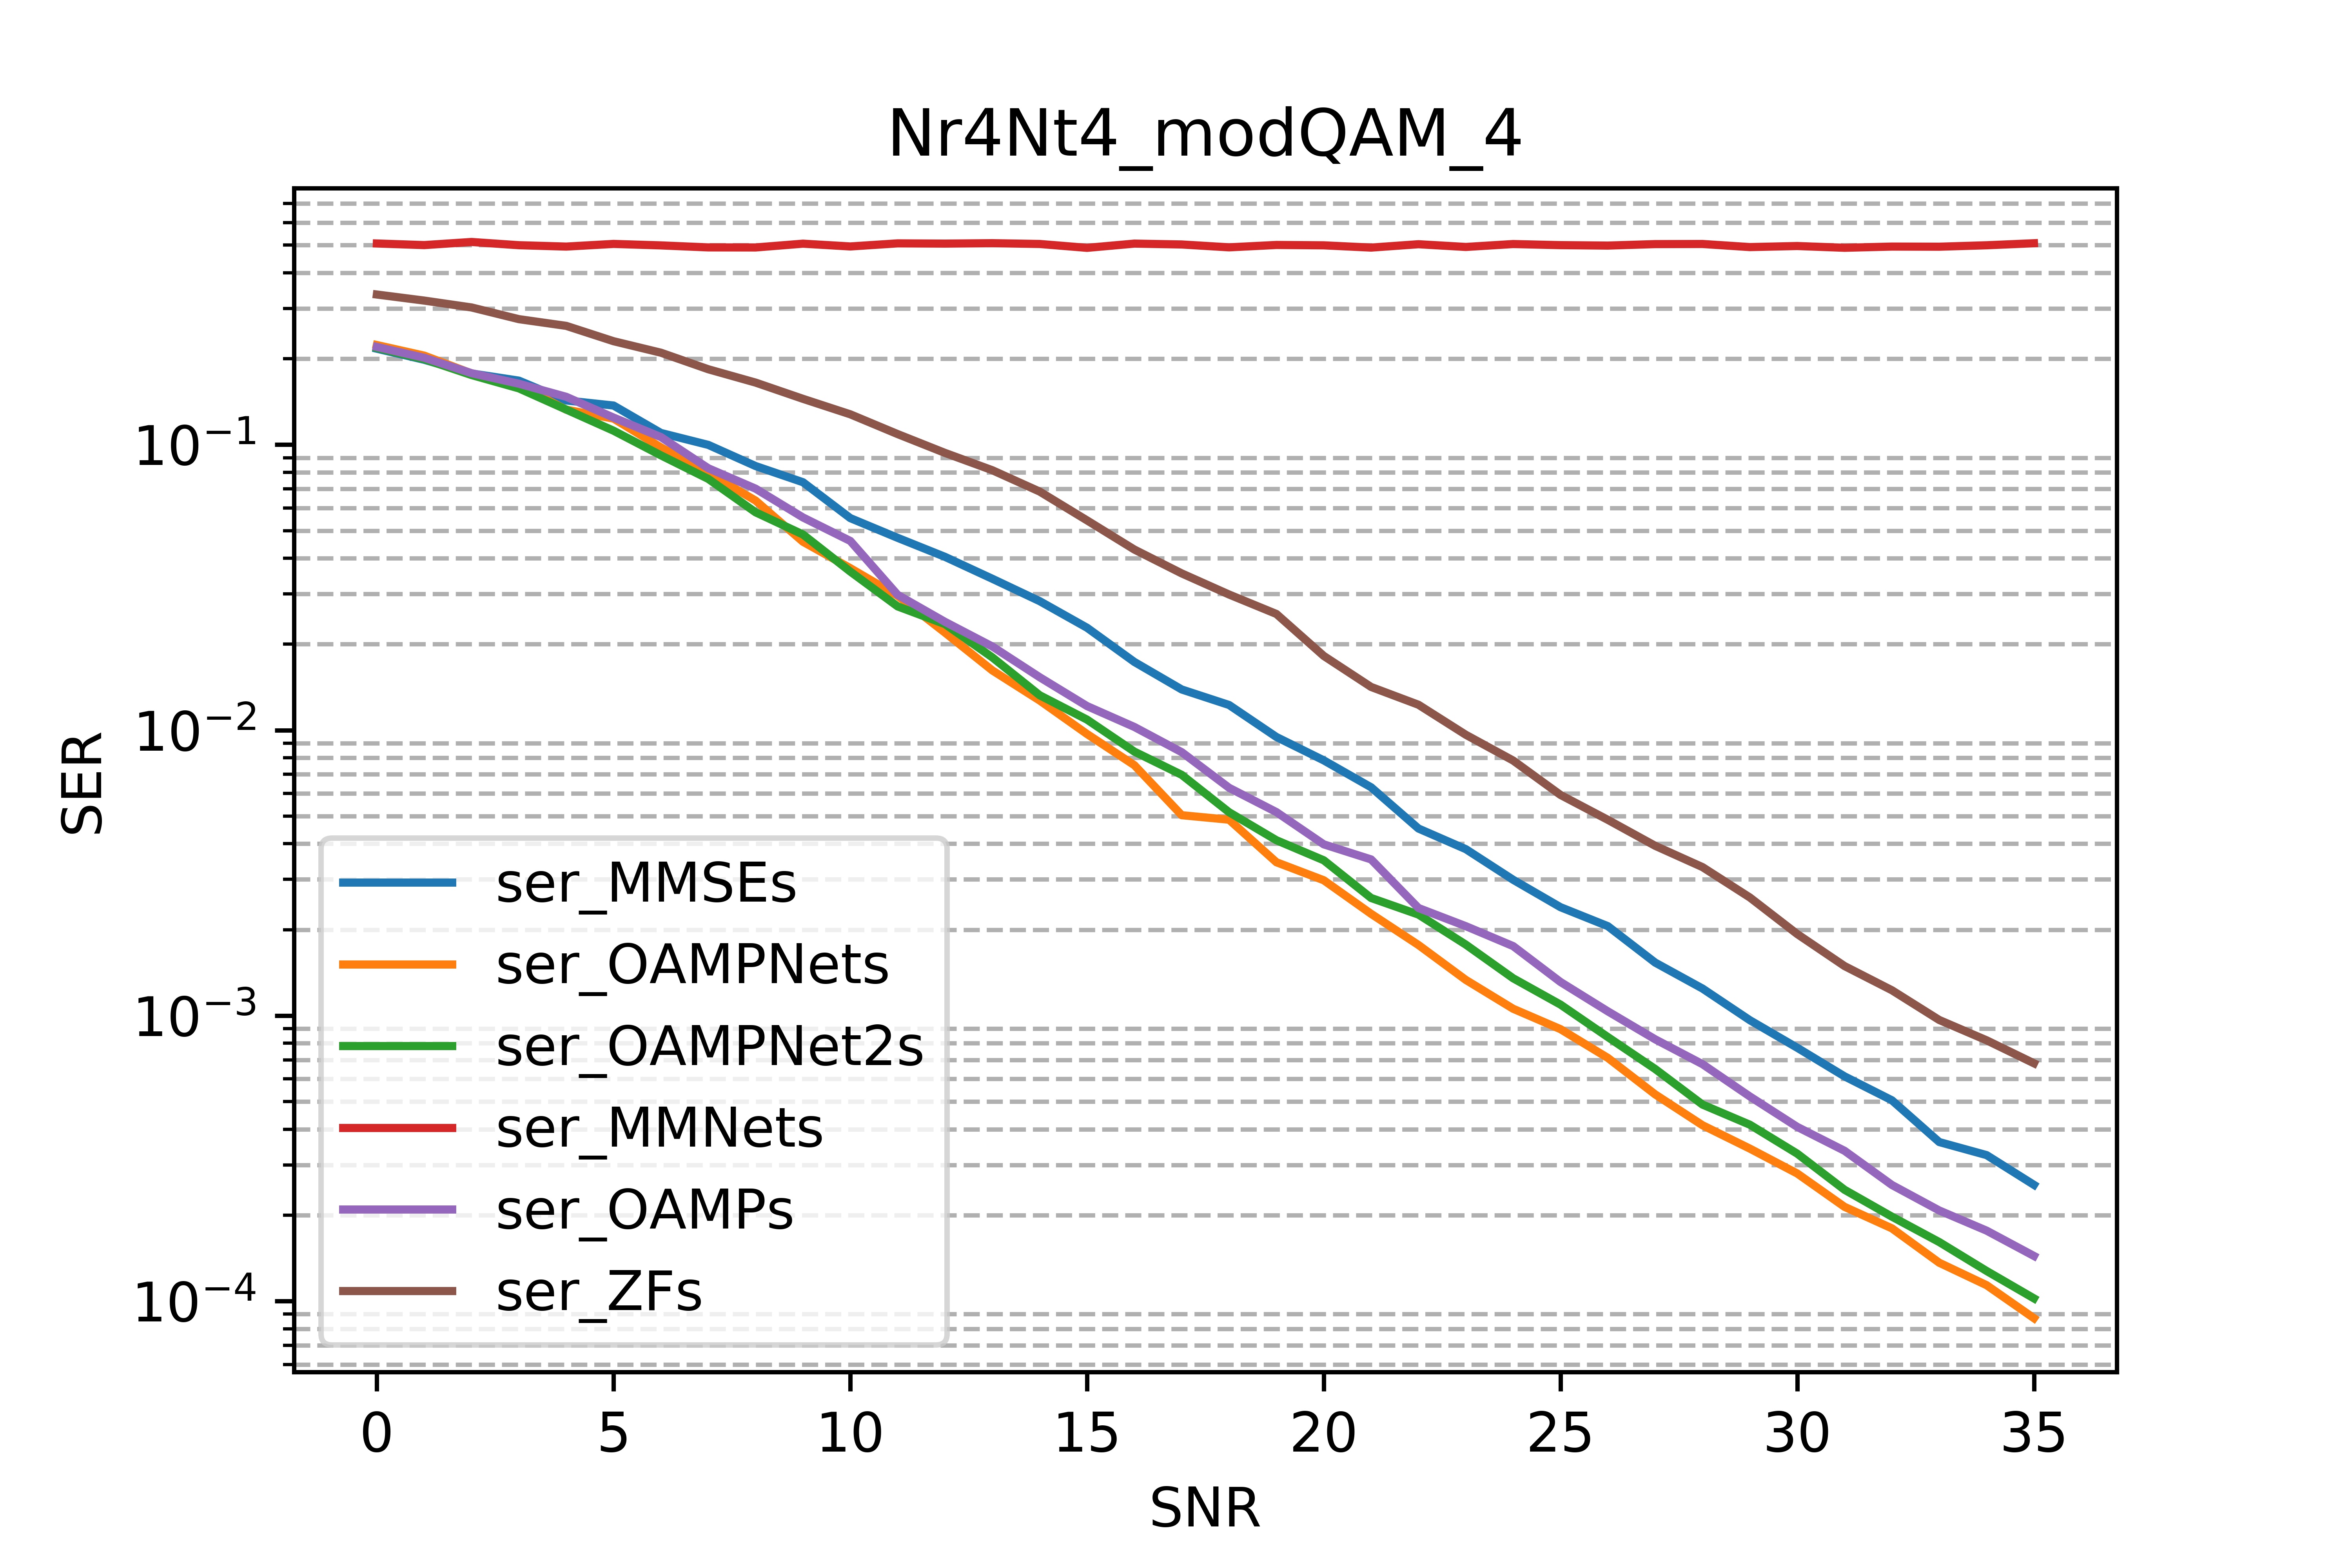 Nr4Nt4_modQAM_4
SER
10⁻¹
10⁻²
10⁻³
10⁻⁴
ser_MMSEs
ser_OAMPNets
ser_OAMPNet2s
ser_MMNets
ser_OAMPs
ser_ZFs
0 5 10 15 20 25 30 35
SNR